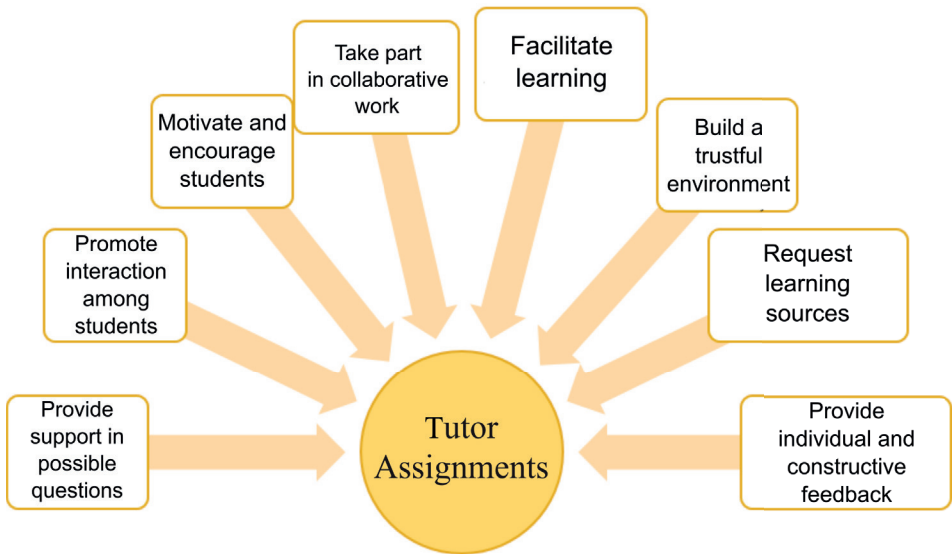 Provide
support in
possible
questions
Promote
interaction
among
students
Motivate and
encourage
students
Take part
in collaborative
work
Facilitate
learning
Build a
trustful
environment
Request
learning
sources
Provide
individual and
constructive
feedback
Tutor
Assignments